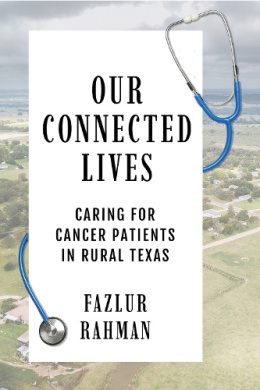 OUR
CONNECTED
LIVES
CARING FOR
CANCER PATIENTS
IN RURAL TEXAS
FAZLUR
RAHMAN